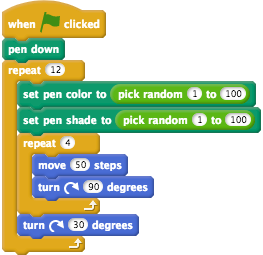 when clicked
pen down
repeat 12
set pen color to pick random 1 to 100
set pen shade to pick random 1 to 100
repeat 4
move 50 steps
turn 90 degrees
turn 30 degrees